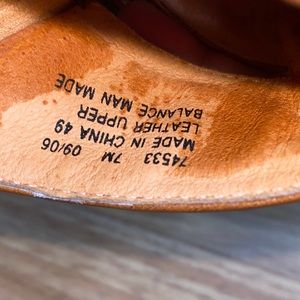 74533 7M 09/06
MADE IN CHINA 49
LEATHER UPPER
BALANCE MAN MADE